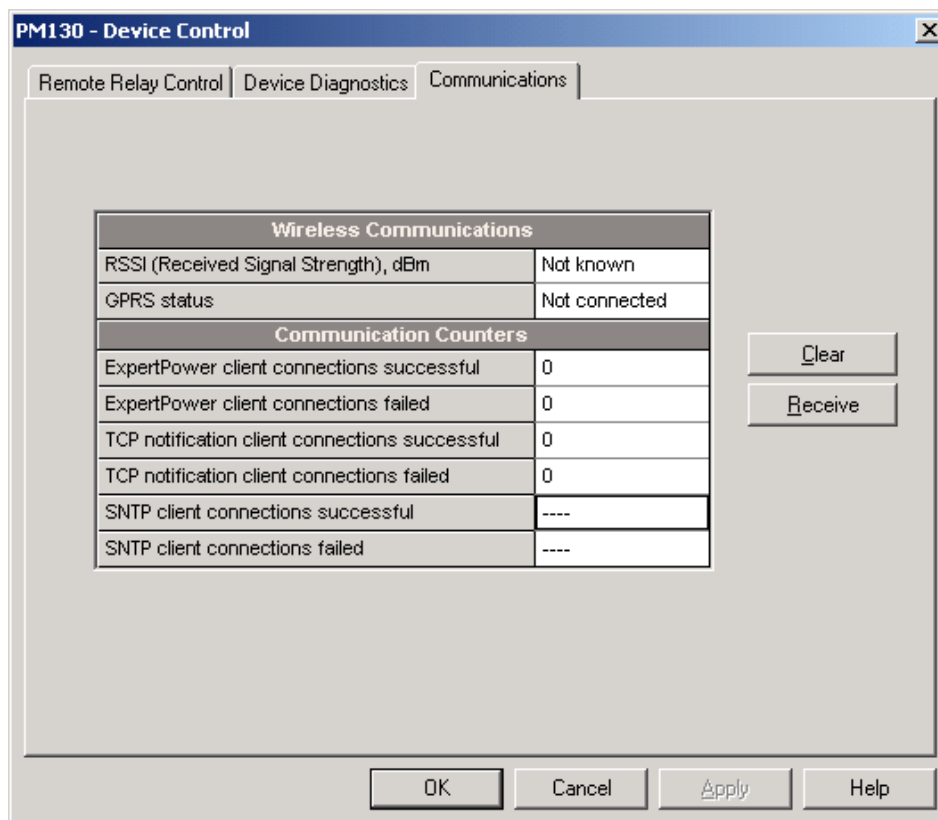 PM130 - Device Control
Remote Relay Control Device Diagnostics Communications
Wireless Communications
RSSI (Received Signal Strength), dBm Not known
GPRS status Not connected
Communication Counters
ExpertPower client connections successful 0
ExpertPower client connections failed 0
TCP notification client connections successful 0
TCP notification client connections failed 0
SNTP client connections successful ----
SNTP client connections failed ----
Clear
Receive
OK Cancel Apply Help